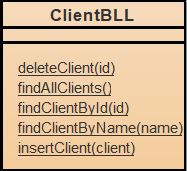 ClientBLL
deleteClient(id)
findAllClients()
findClientById(id)
findClientByName(name)
insertClient(client)